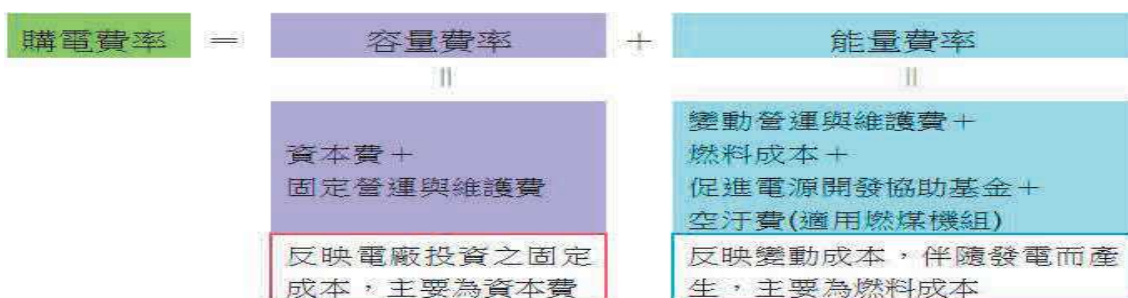 購電費率 = 容量費率 + 能量費率
=
=
資本費+
固定營運與維護費
變動營運與維護費+
燃料成本+
促進電源開發協助基金+
空汙費(適用燃煤機組)
反映電廠投資之固定
成本,主要為資本費
反映變動成本,伴隨發電而產
生,主要為燃料成本